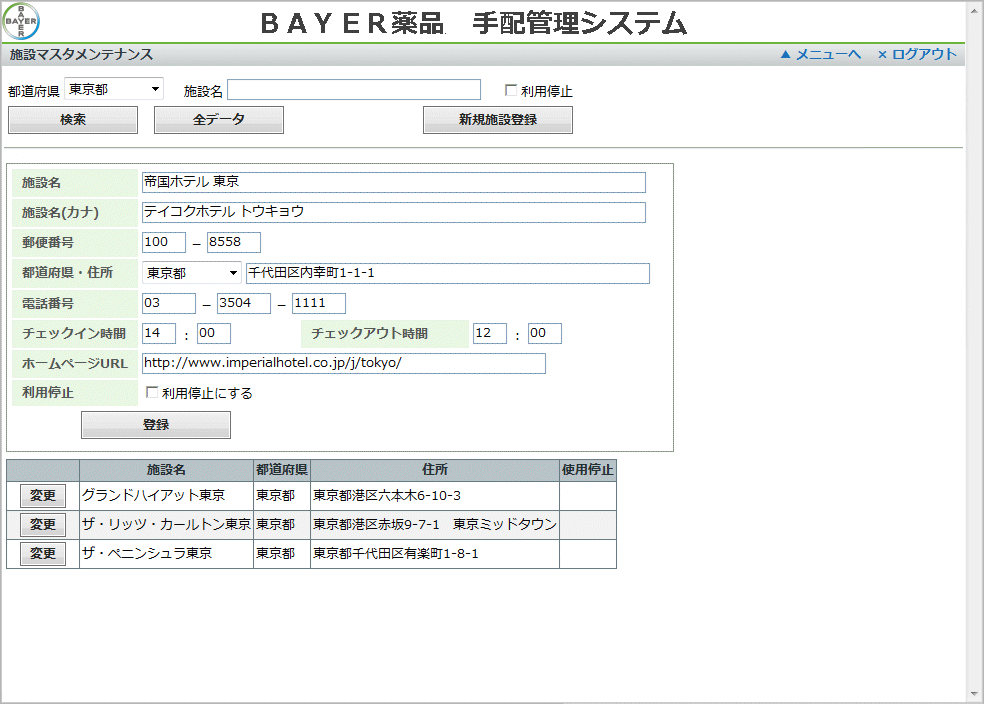 BAYER
BAYER
ＢＡＹＥＲ薬品　手配管理システム
施設マスタメンテナンス ▲ メニューへ × ログアウト
都道府県 東京都 施設名 利用停止
検索 全データ 新規施設登録
施設名 帝国ホテル 東京
施設名(カナ) テイコクホテル トウキョウ
郵便番号 100 – 8558
都道府県・住所 東京都 千代田区内幸町1-1-1
電話番号 03 – 3504 – 1111
チェックイン時間 14 : 00 チェックアウト時間 12 : 00
ホームページURL http://www.imperialhotel.co.jp/j/tokyo/
利用停止 利用停止にする
登録
施設名 都道府県 住所 使用停止
変更 グランドハイアット東京 東京都 東京都港区六本木6-10-3
変更 ザ・リッツ・カールトン東京 東京都 東京都港区赤坂9-7-1　東京ミッドタウン
変更 ザ・ペニンシュラ東京 東京都 東京都千代田区有楽町1-8-1